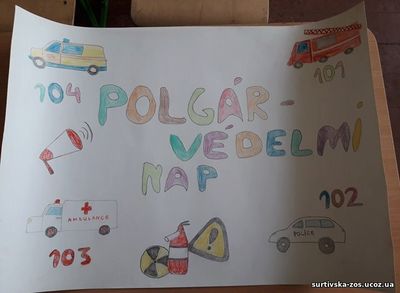 104
101
POLGÁR-
VÉDELMI
NAP
AMBULANCE
103
102
POLICE
surtivska-zos.ucoz.ua